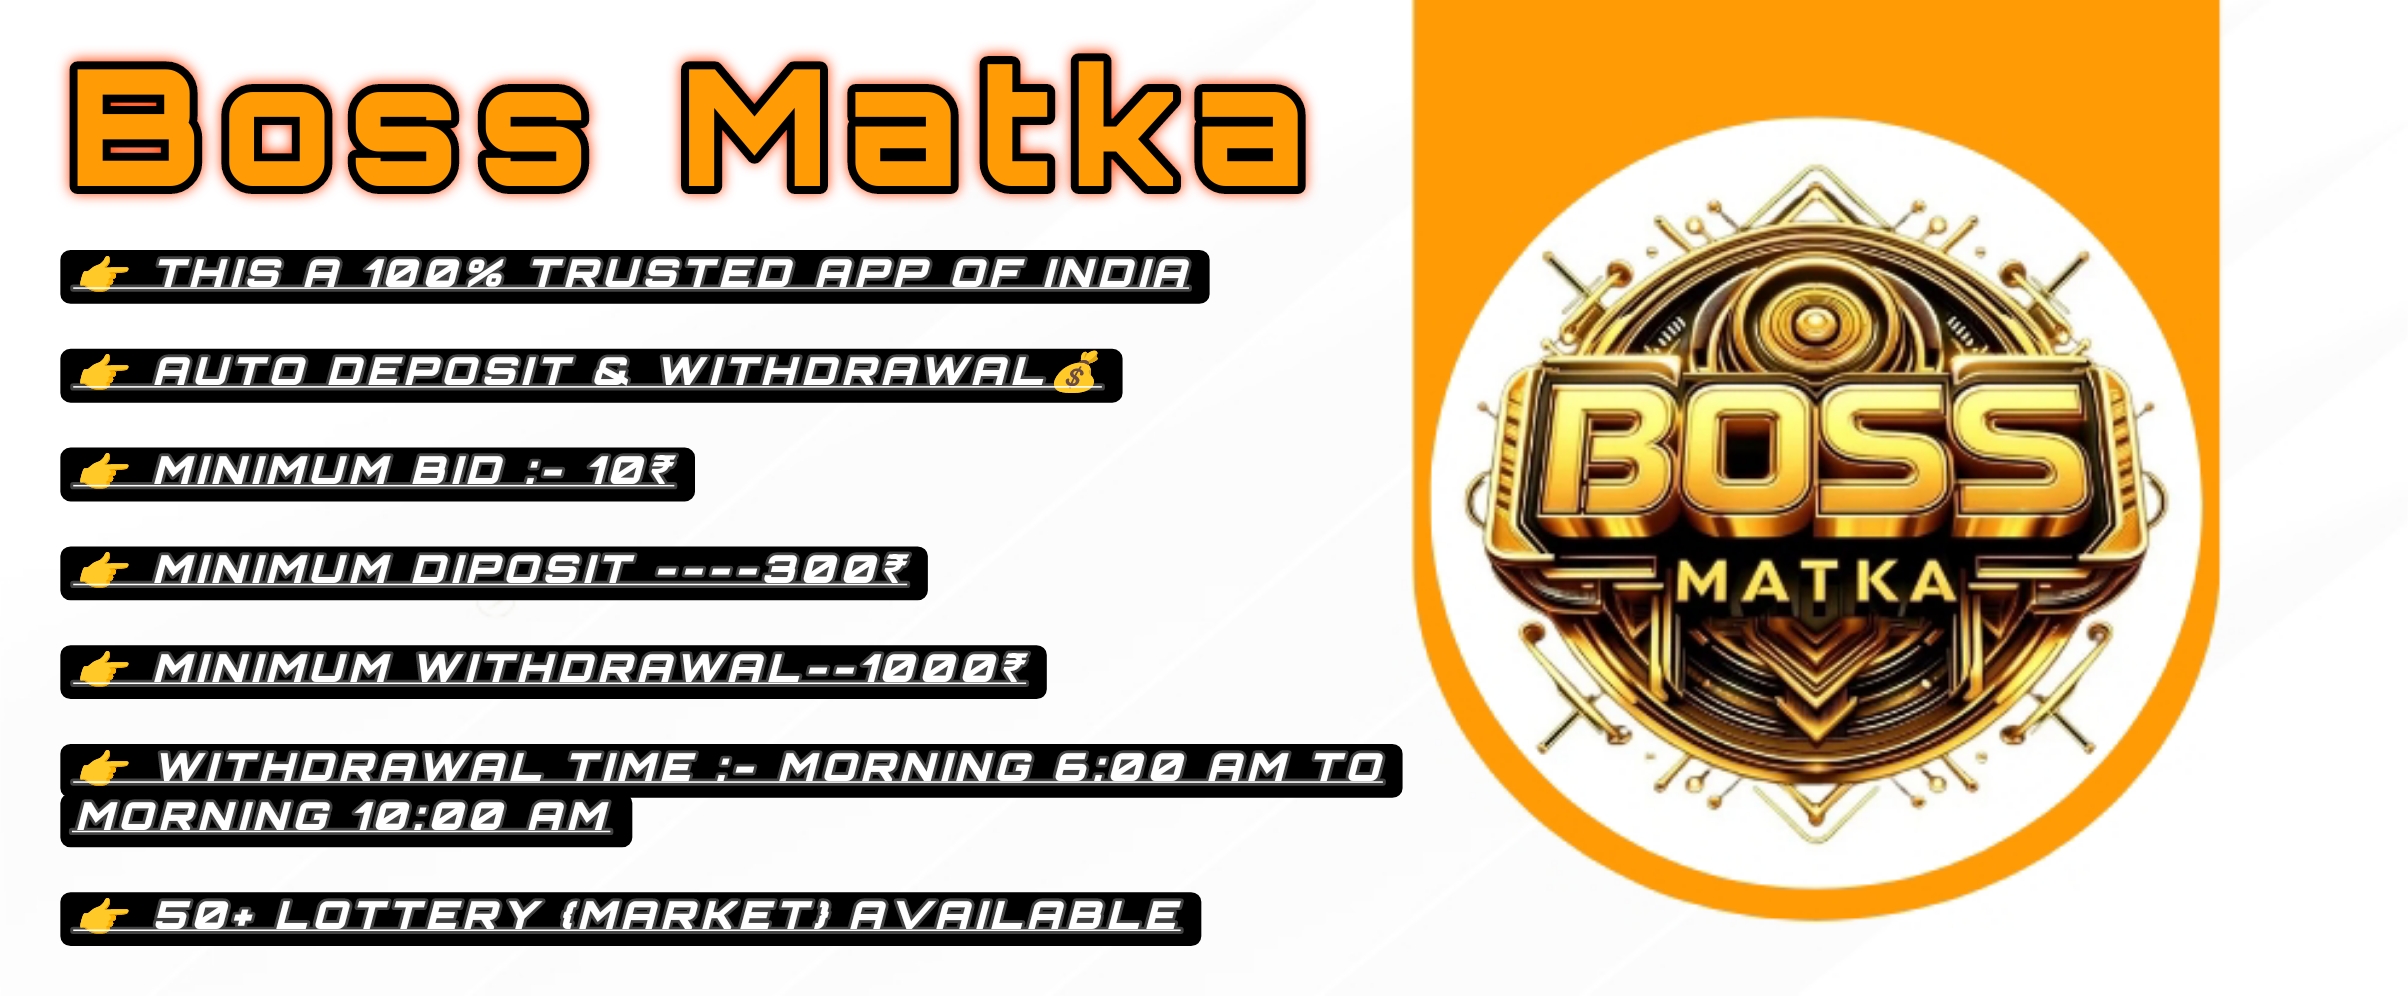 Boss Matka
👉 THIS A 100% TRUSTED APP OF INDIA
👉 AUTO DEPOSIT & WITHDRAWAL💰
👉 MINIMUM BID :- 10₹
👉 MINIMUM DIPOSIT ----300₹
👉 MINIMUM WITHDRAWAL--1000₹
👉 WITHDRAWAL TIME :- MORNING 6:00 AM TO
MORNING 10:00 AM
👉 50+ LOTTERY {MARKET} AVAILABLE
BOSS
MATKA